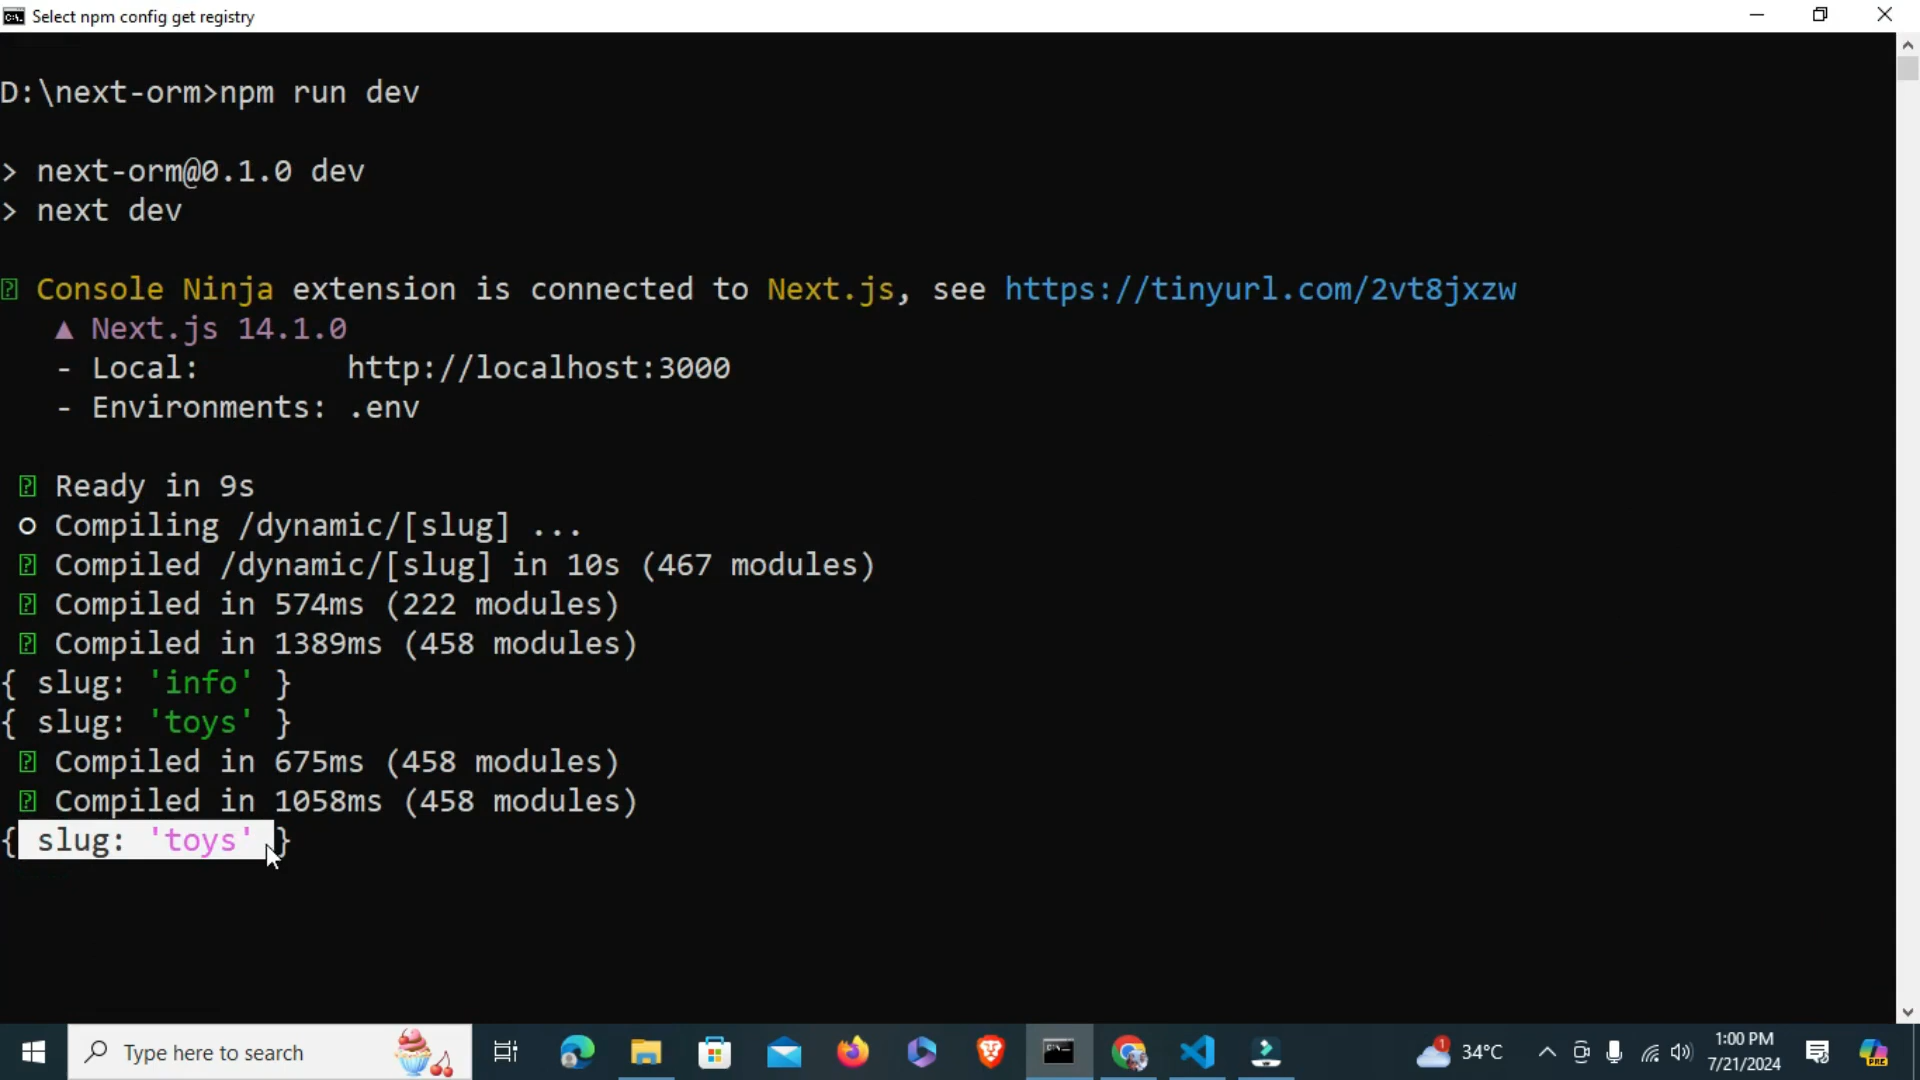 Select npm config get registry
D:\next-orm>npm run dev
> next-orm@0.1.0 dev
> next dev
Console Ninja extension is connected to Next.js, see https://tinyurl.com/2vt8jxzw
▲ Next.js 14.1.0
- Local: http://localhost:3000
- Environments: .env
Ready in 9s
○ Compiling /dynamic/[slug] ...
Compiled /dynamic/[slug] in 10s (467 modules)
Compiled in 574ms (222 modules)
Compiled in 1389ms (458 modules)
{ slug: 'info' }
{ slug: 'toys' }
Compiled in 675ms (458 modules)
Compiled in 1058ms (458 modules)
{ slug: 'toys' }
Type here to search
34°C
1:00 PM
7/21/2024